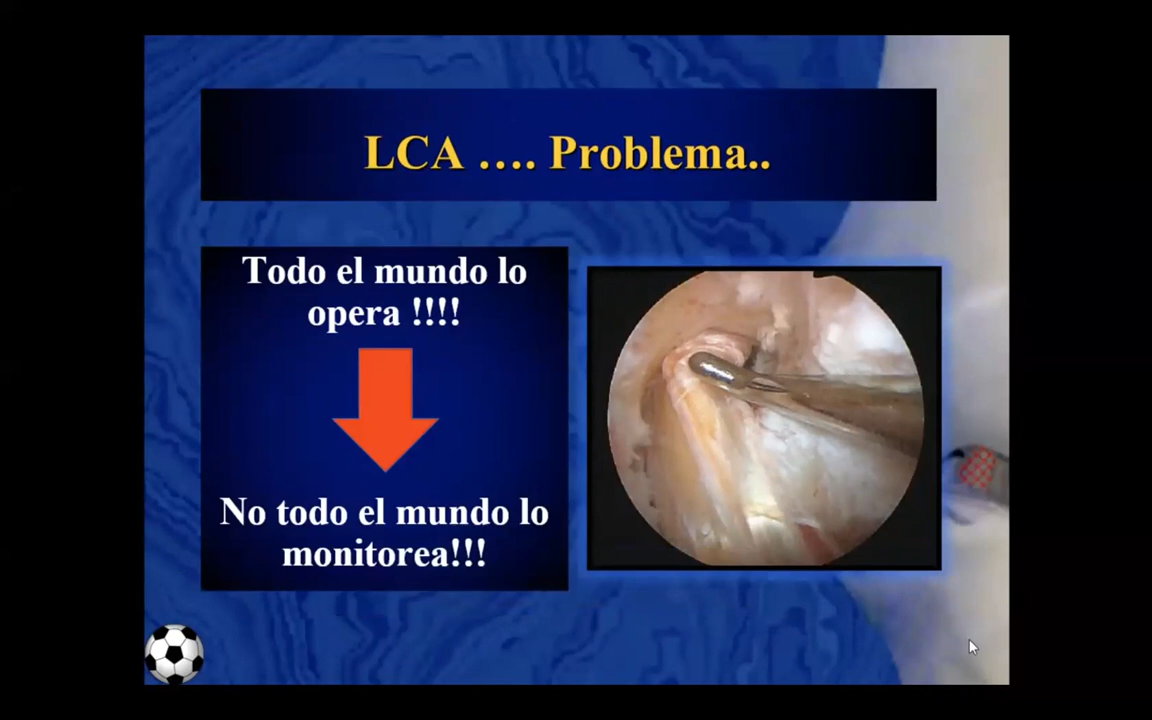 LCA .... Problema..
Todo el mundo lo
opera !!!!
No todo el mundo lo
monitorea!!!